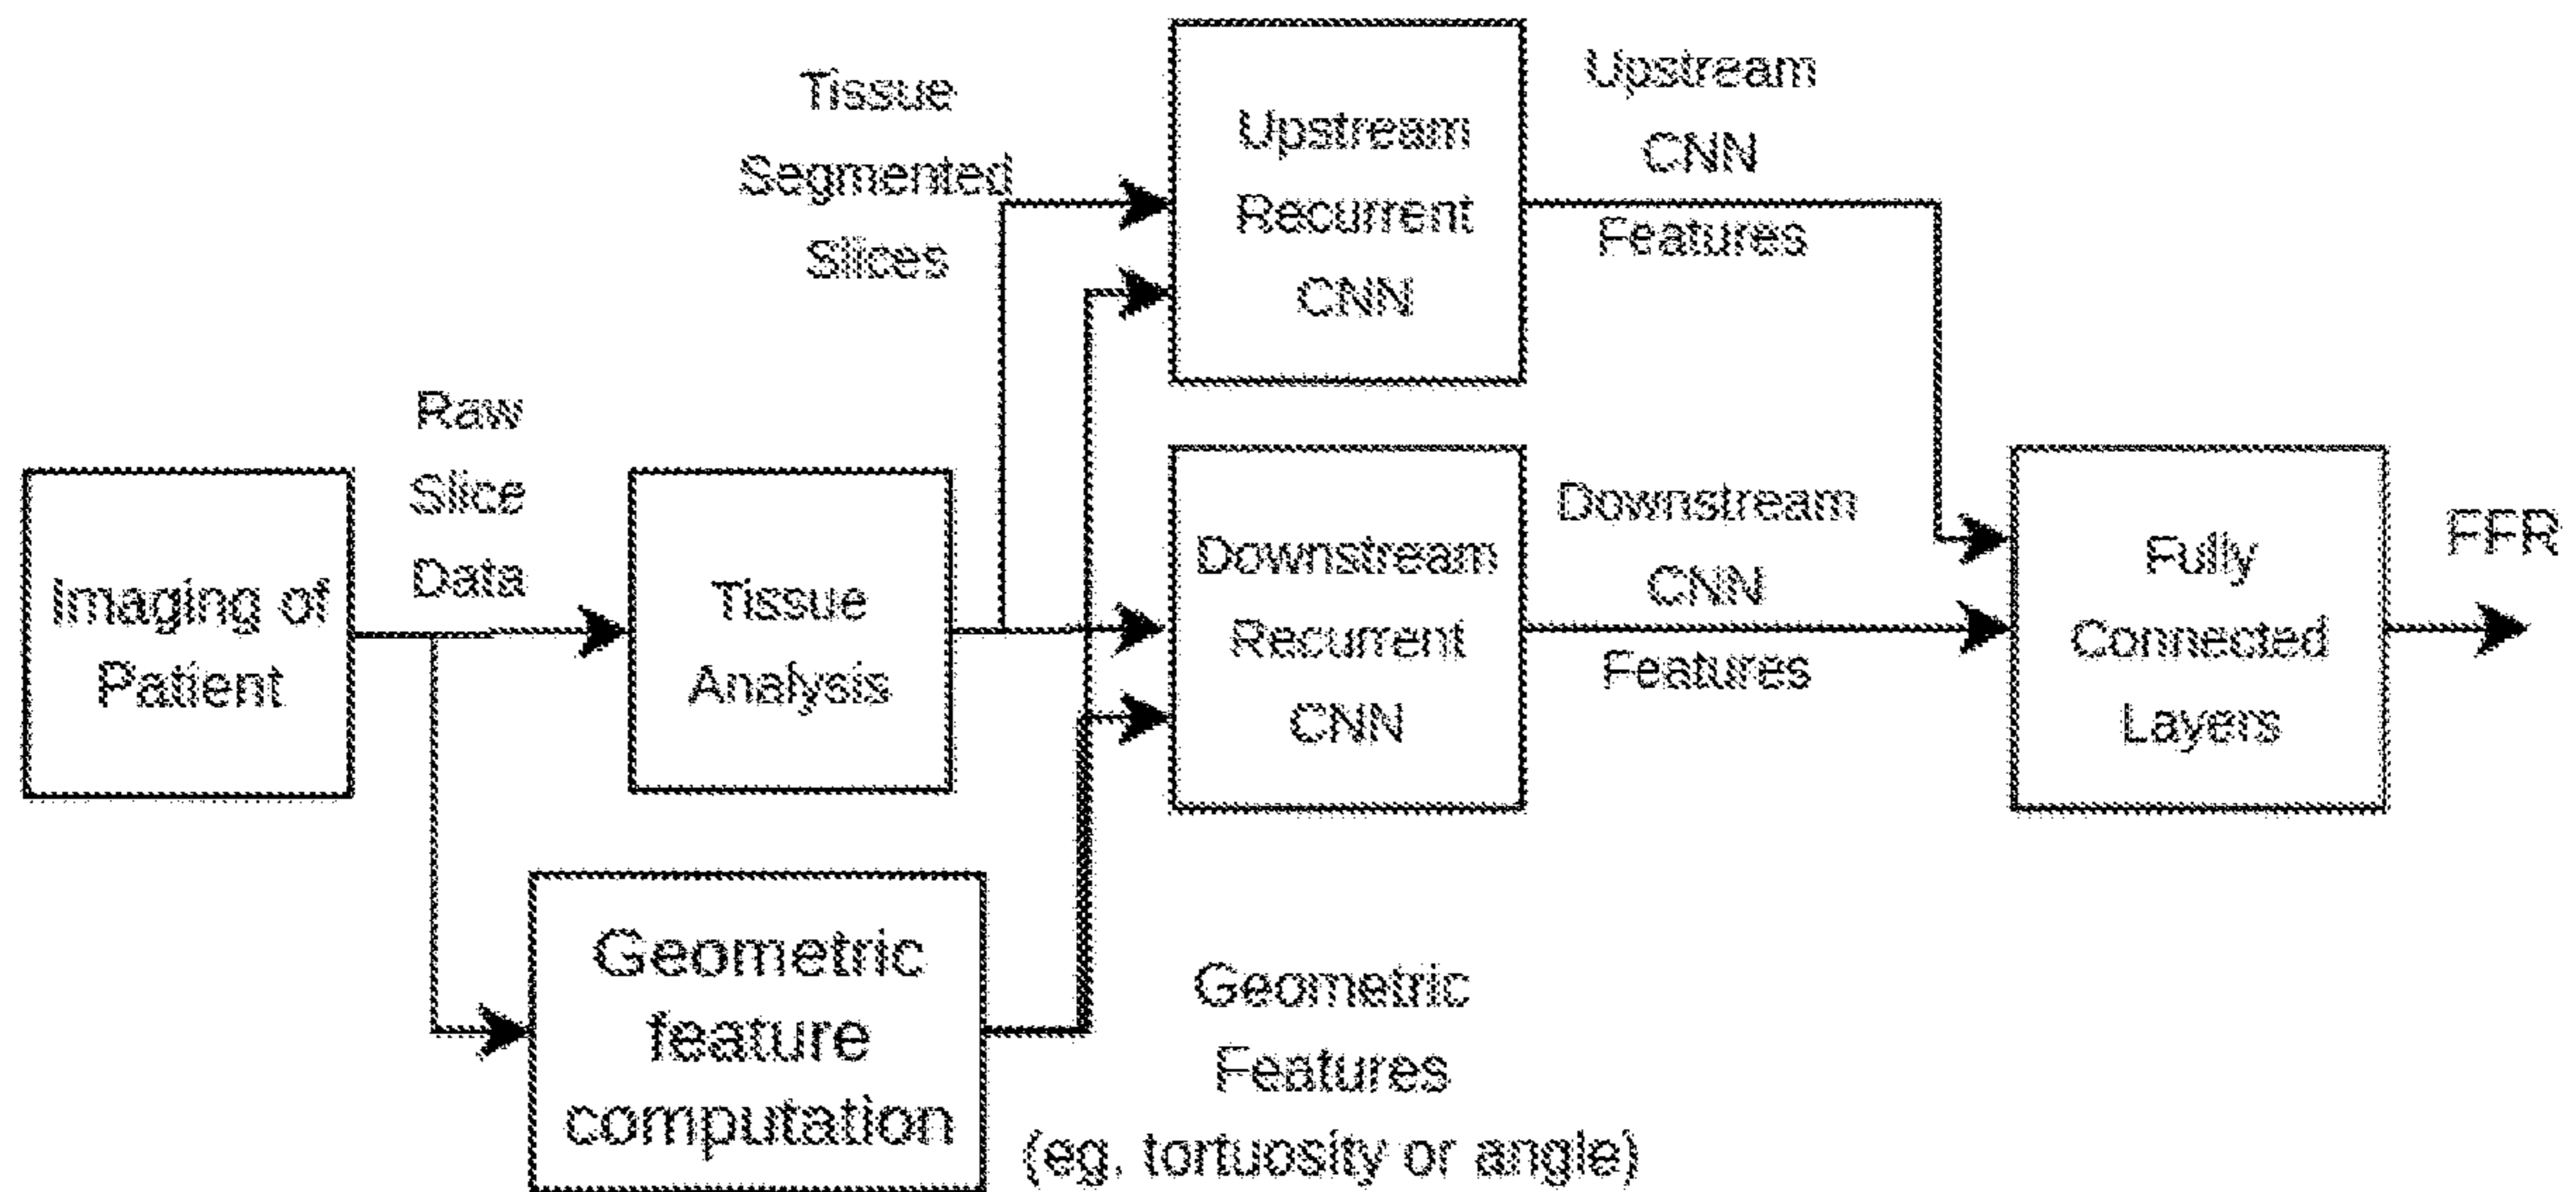 Imaging of
Patient
Raw
Slice
Data
Tissue
Analysis
Geometric
feature
computation
Tissue
Segmented
Slices
Upstream
Recurrent
CNN
Downstream
Recurrent
CNN
Geometric
Features
(eg. tortuosity or angle)
Upstream
CNN
Features
Downstream
CNN
Features
Fully
Connected
Layers
FFR